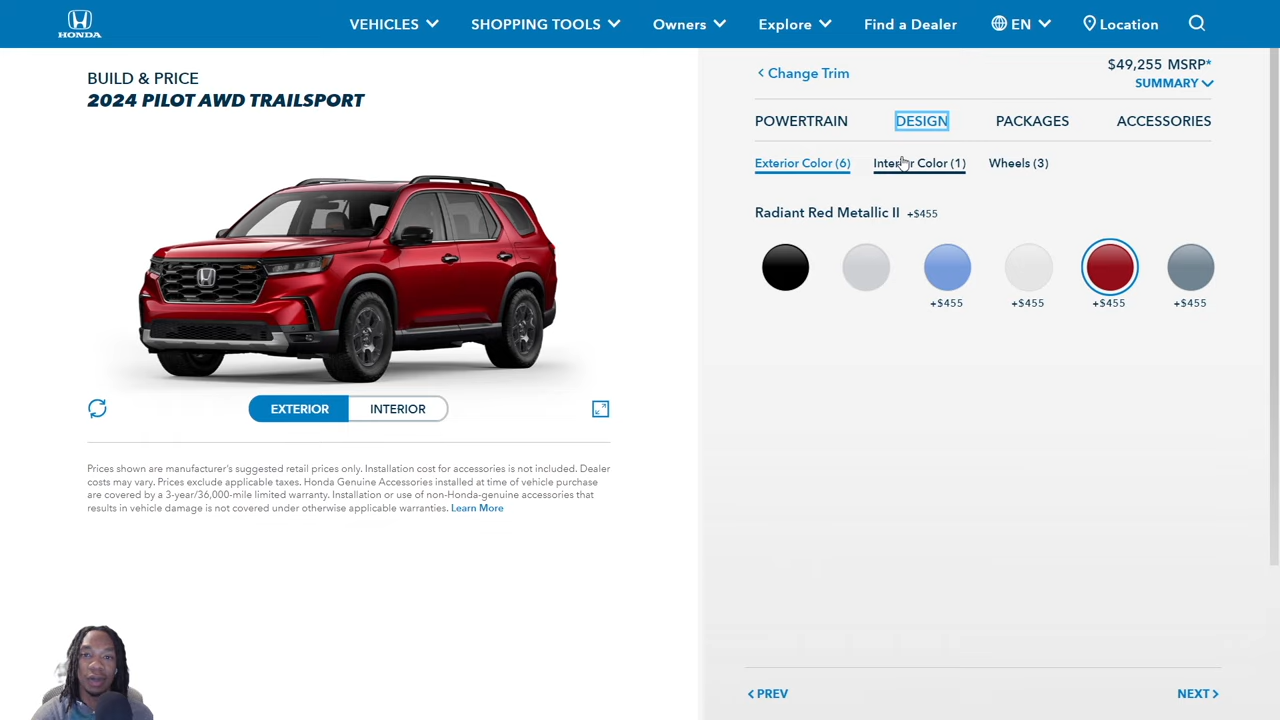 HONDA
VEHICLES
SHOPPING TOOLS
Owners
Explore
Find a Dealer
EN
Location
BUILD & PRICE
2024 PILOT AWD TRAILSPORT
EXTERIOR
INTERIOR
Prices shown are manufacturer's suggested retail prices only. Installation cost for accessories is not included. Dealer
costs may vary. Prices exclude applicable taxes. Honda Genuine Accessories installed at time of vehicle purchase
are covered by a 3-year/36,000-mile limited warranty. Installation or use of non-Honda-genuine accessories that
results in vehicle damage is not covered under otherwise applicable warranties. Learn More
< Change Trim
$49,255 MSRP*
SUMMARY
POWERTRAIN
DESIGN
PACKAGES
ACCESSORIES
Exterior Color (6)
Interior Color (1)
Wheels (3)
Radiant Red Metallic II +$455
+$455
+$455
+$455
+$455
< PREV
NEXT >